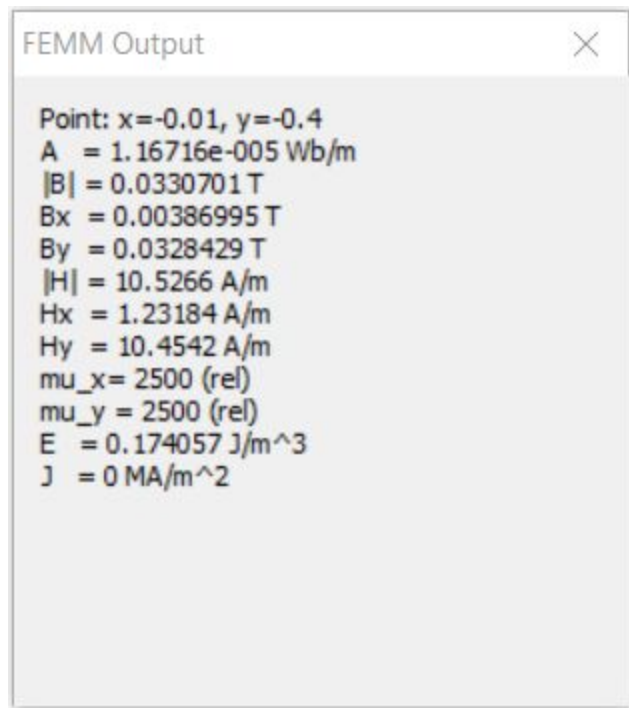 FEMM Output
Point: x=-0.01, y=-0.4
A = 1.16716e-005 Wb/m
|B| = 0.0330701 T
Bx = 0.00386995 T
By = 0.0328429 T
|H| = 10.5266 A/m
Hx = 1.23184 A/m
Hy = 10.4542 A/m
mu_x= 2500 (rel)
mu_y = 2500 (rel)
E = 0.174057 J/m^3
J = 0 MA/m^2